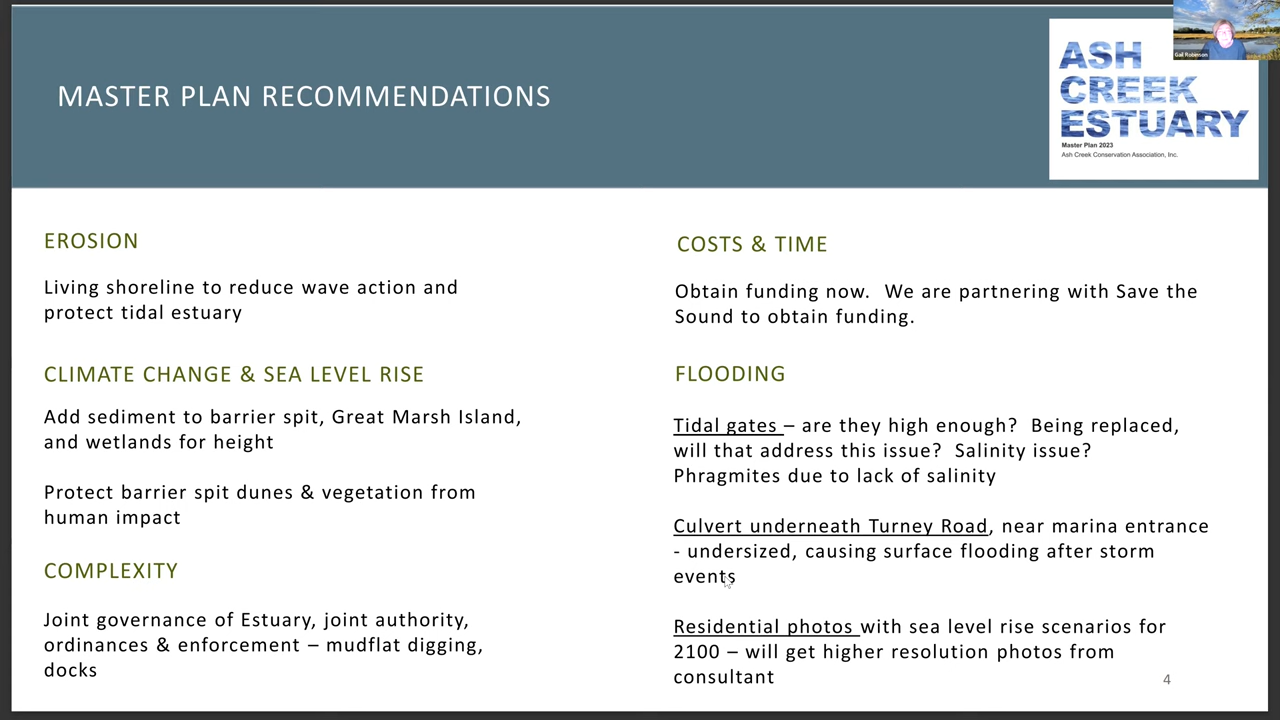 MASTER PLAN RECOMMENDATIONS
ASH
CREEK
ESTUARY
Master Plan 2023
Ash Creek Conservation Association, Inc.
Gail Robinson
EROSION
Living shoreline to reduce wave action and
protect tidal estuary
CLIMATE CHANGE & SEA LEVEL RISE
Add sediment to barrier spit, Great Marsh Island,
and wetlands for height
Protect barrier spit dunes & vegetation from
human impact
COMPLEXITY
Joint governance of Estuary, joint authority,
ordinances & enforcement – mudflat digging,
docks
COSTS & TIME
Obtain funding now.  We are partnering with Save the
Sound to obtain funding.
FLOODING
Tidal gates – are they high enough?  Being replaced,
will that address this issue?  Salinity issue?
Phragmites due to lack of salinity
Culvert underneath Turney Road, near marina entrance
- undersized, causing surface flooding after storm
events
Residential photos with sea level rise scenarios for
2100 – will get higher resolution photos from
consultant
4